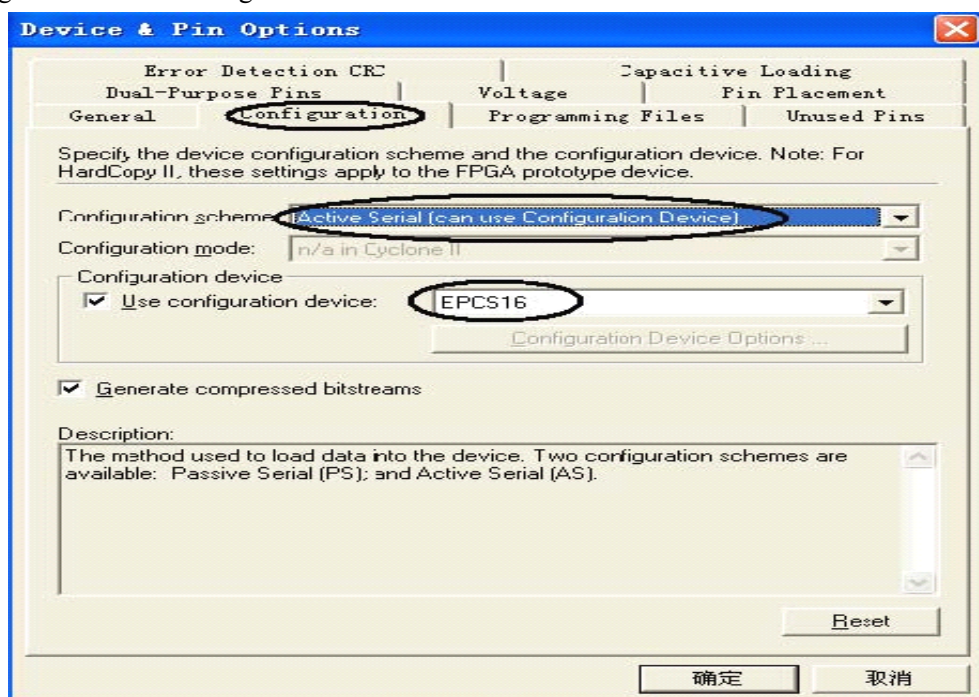 Device & Pin Options
Error Detection CRC
Capacitive Loading
Dual-Purpose Pins
Voltage
Pin Placement
General
Configuration
Programming Files
Unused Pins
Specify the device configuration scheme and the configuration device. Note: For
HardCopy II, these settings apply to the FPGA prototype device.
Configuration scheme: Active Serial (can use Configuration Device)
Configuration mode: n/a in Cyclone II
Configuration device
Use configuration device: EPCS16
Configuration Device Options ...
Generate compressed bitstreams
Description:
The method used to load data into the device. Two configuration schemes are
available: Passive Serial (PS); and Active Serial (AS).
Reset
确定 取消